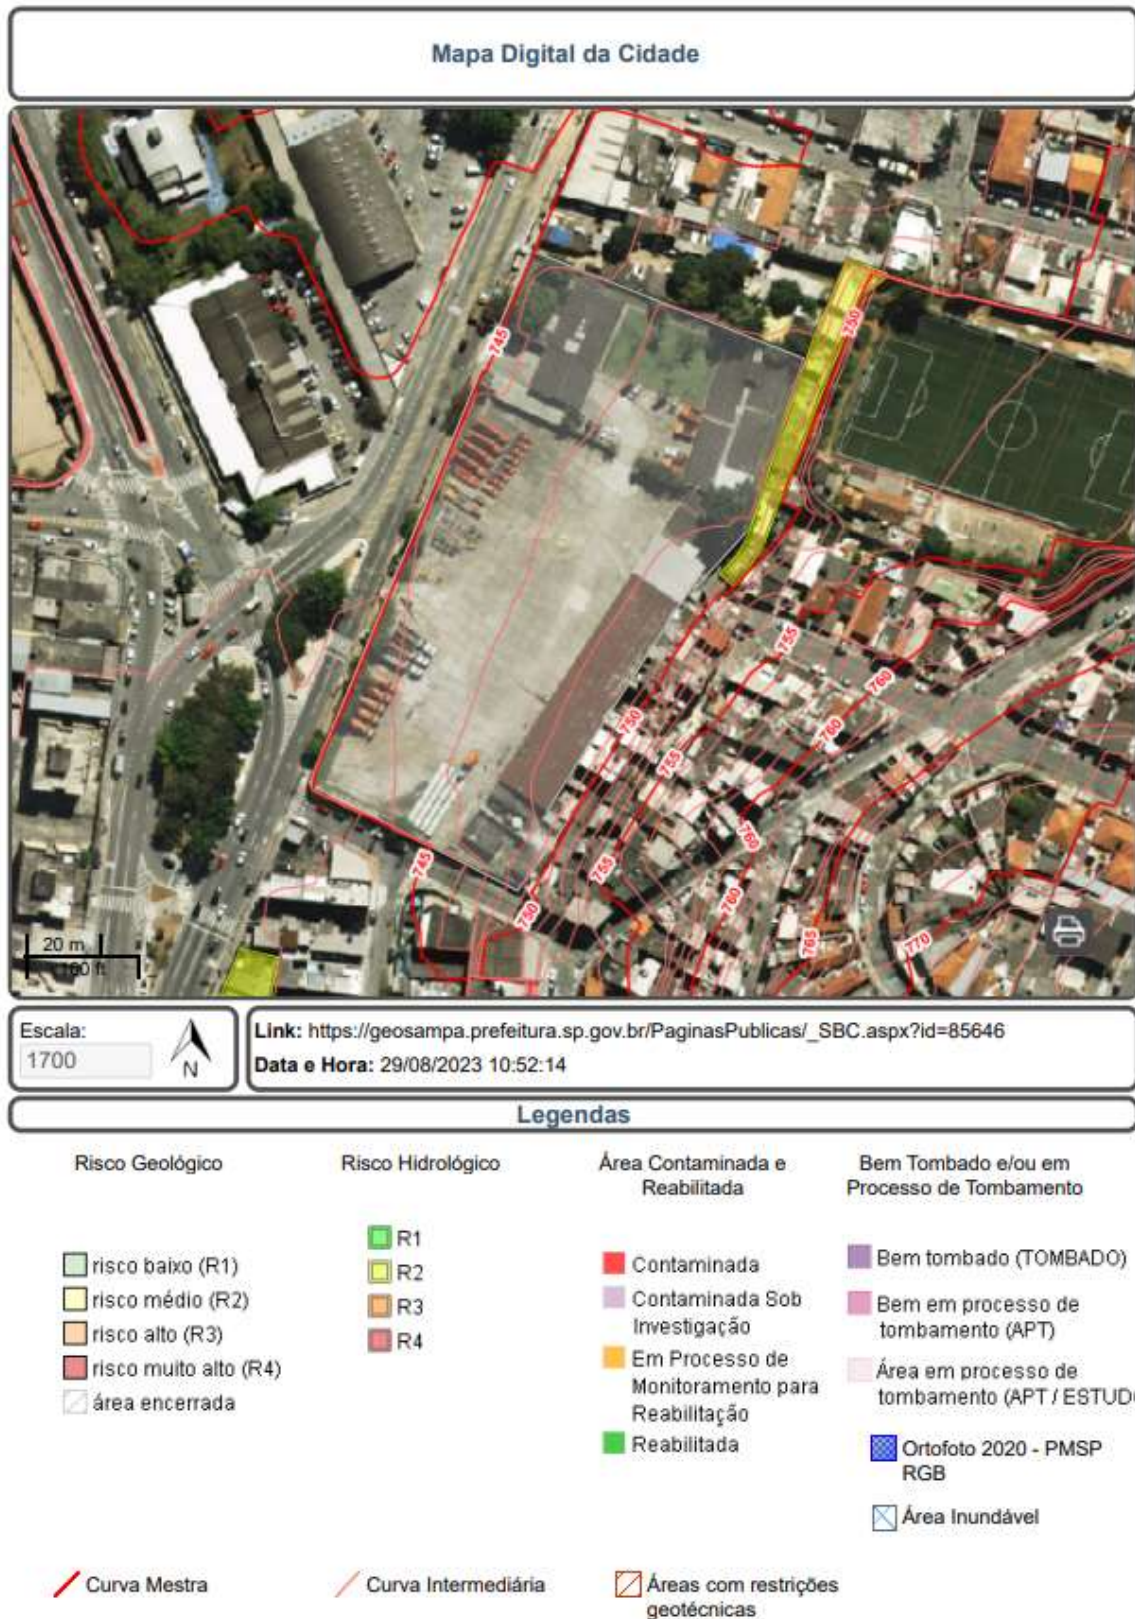 Mapa Digital da Cidade
745
750
755
760
760
750
755
760
745
755
760
750
765
770
20 m
100 ft
Escala:
1700
N
Link: https://geosampa.prefeitura.sp.gov.br/PaginasPublicas/_SBC.aspx?id=85646
Data e Hora: 29/08/2023 10:52:14
Legendas
Risco Geológico
risco baixo (R1)
risco médio (R2)
risco alto (R3)
risco muito alto (R4)
área encerrada
Risco Hidrológico
R1
R2
R3
R4
Área Contaminada e
Reabilitada
Contaminada
Contaminada Sob
Investigação
Em Processo de
Monitoramento para
Reabilitação
Reabilitada
Bem Tombado e/ou em
Processo de Tombamento
Bem tombado (TOMBADO)
Bem em processo de
tombamento (APT)
Área em processo de
tombamento (APT / ESTUDO
Ortofoto 2020 - PMSP
RGB
Área Inundável
Curva Mestra
Curva Intermediária
Áreas com restrições
geotécnicas